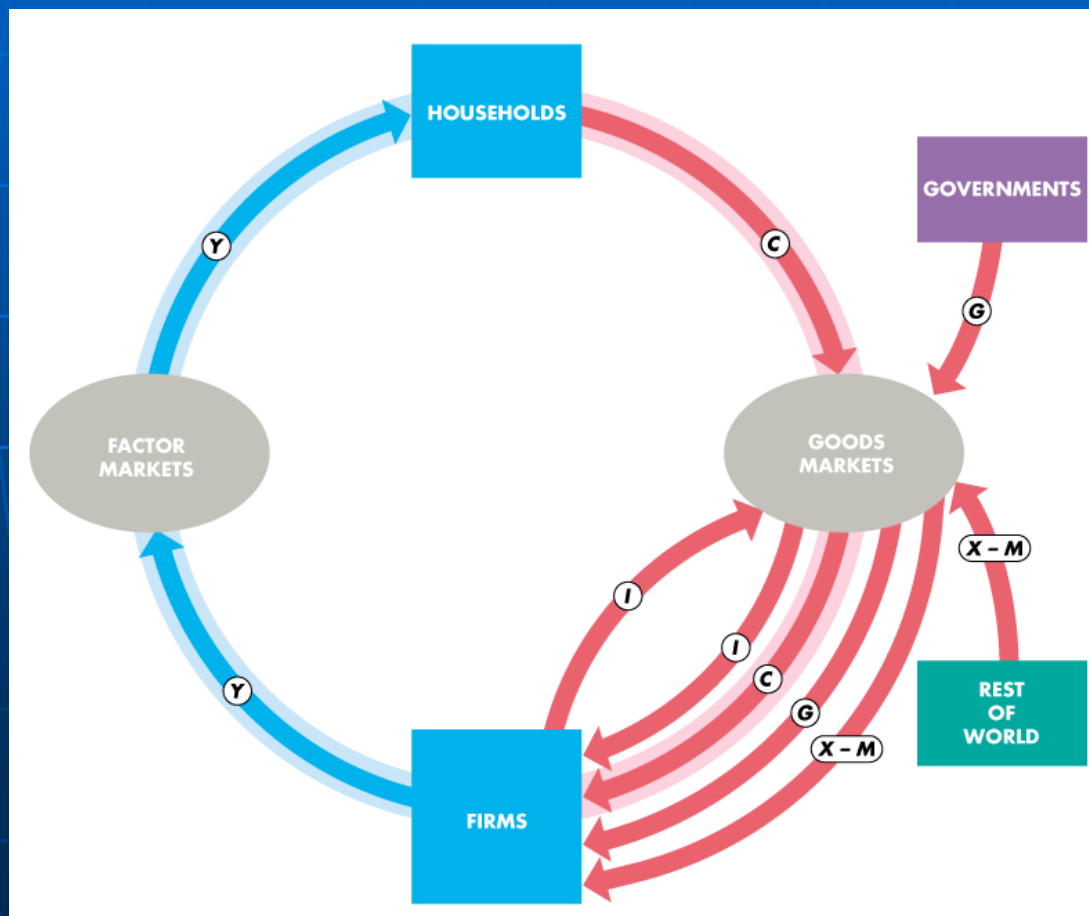 HOUSEHOLDS
GOVERNMENTS
Y
C
G
FACTOR
MARKETS
GOODS
MARKETS
X – M
I
I
C
Y
G
X – M
REST
OF
WORLD
FIRMS